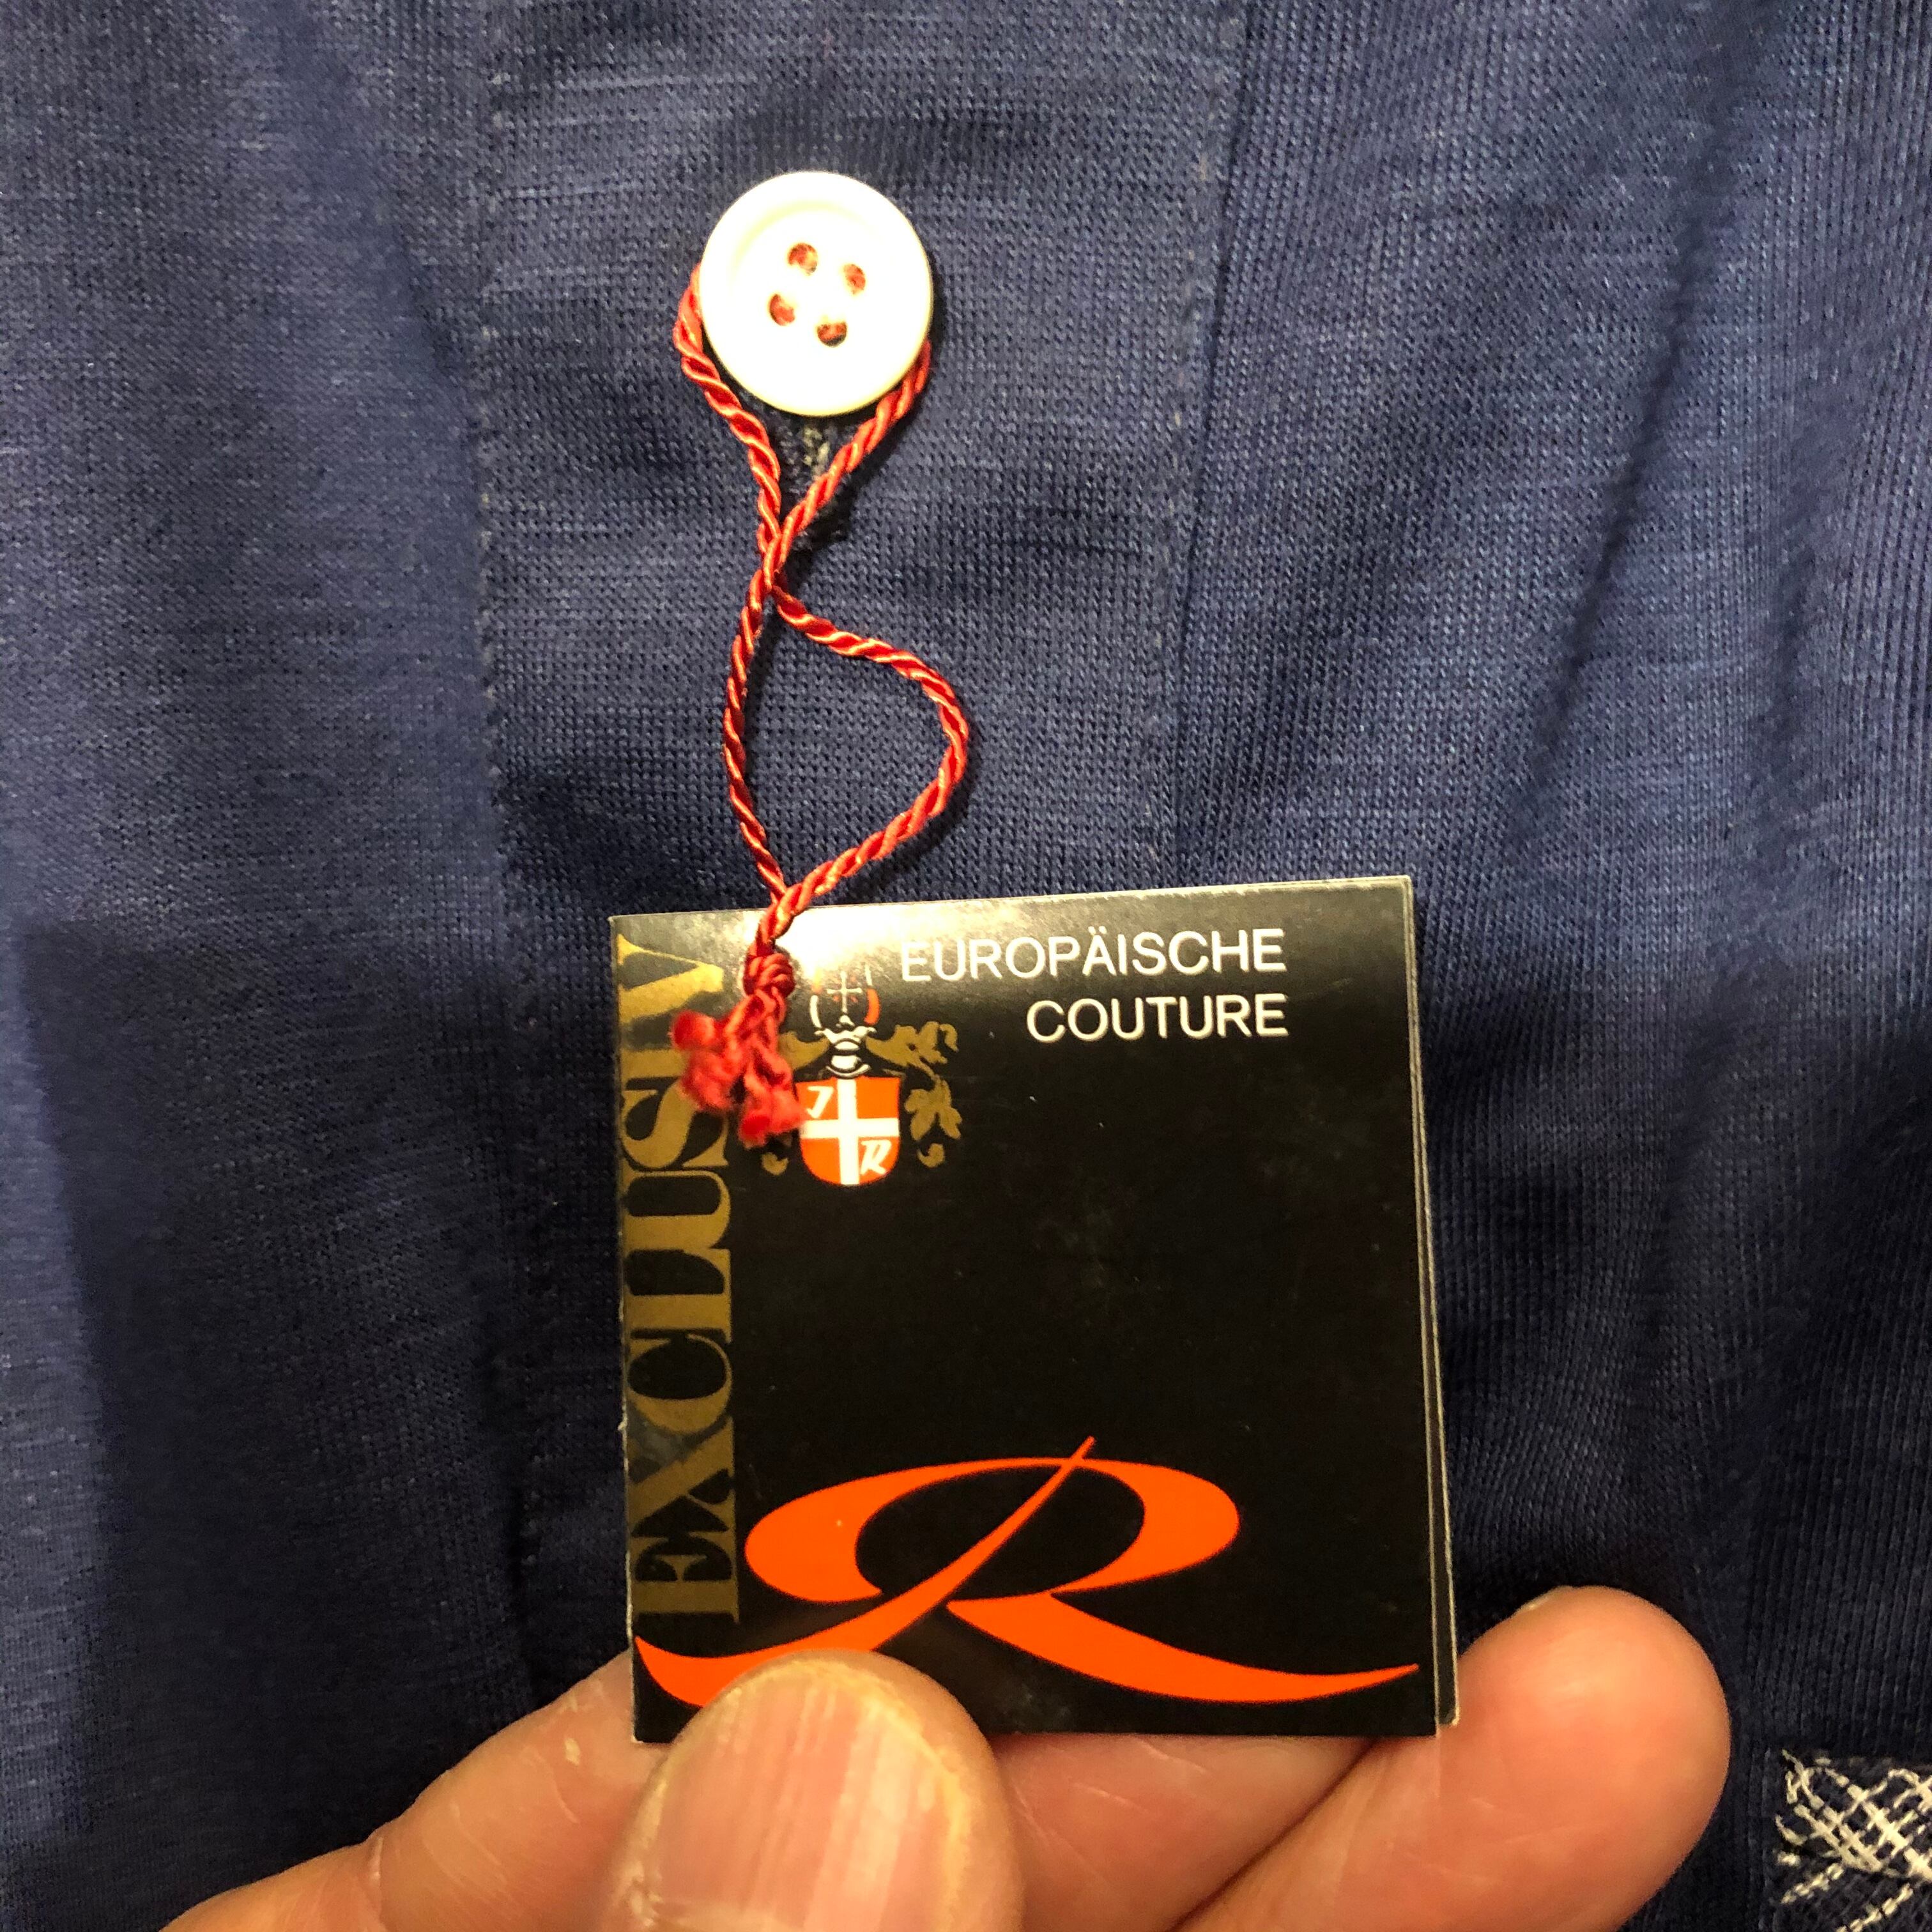 EUROPÄISCHE
COUTURE
EXCLUSIV
J
R
R